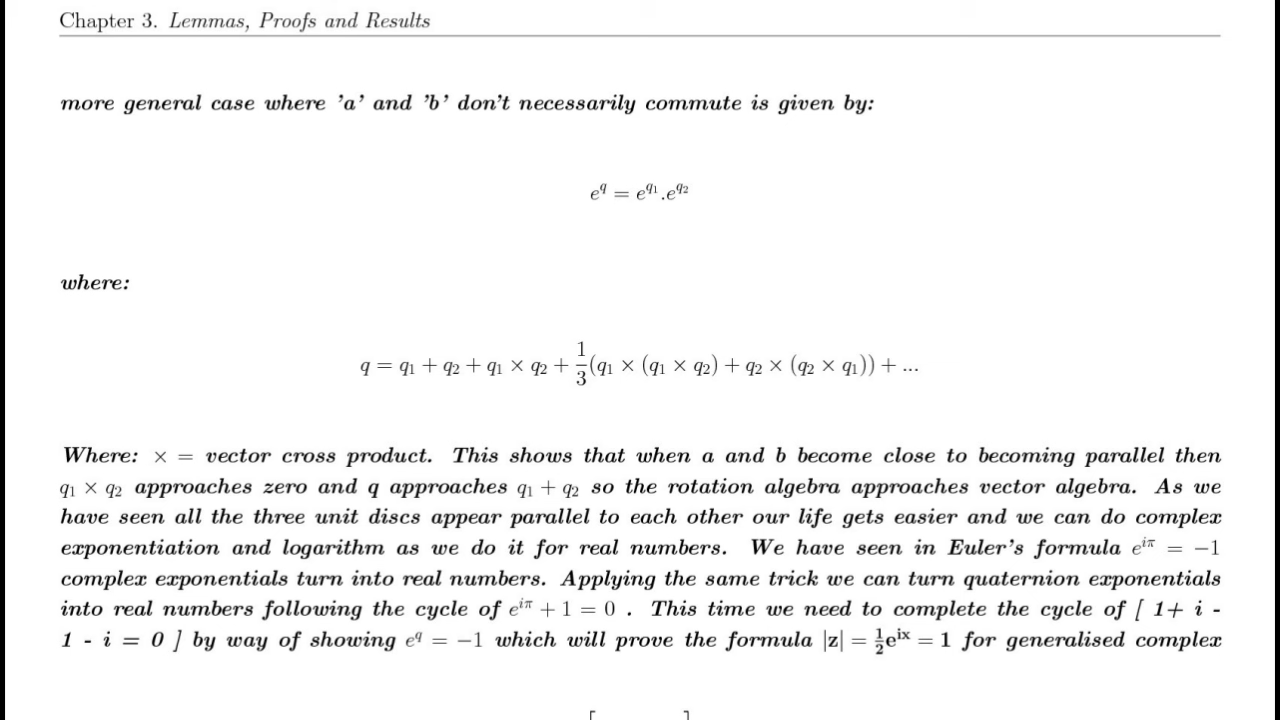 Chapter 3. Lemmas, Proofs and Results
more general case where 'a' and 'b' don't necessarily commute is given by:
e^q = e^{q_1}.e^{q_2}
where:
q = q_1 + q_2 + q_1 × q_2 + \frac{1}{3}(q_1 × (q_1 × q_2) + q_2 × (q_2 × q_1)) + ...
Where: × = vector cross product. This shows that when a and b become close to becoming parallel then
q_1 × q_2 approaches zero and q approaches q_1 + q_2 so the rotation algebra approaches vector algebra. As we
have seen all the three unit discs appear parallel to each other our life gets easier and we can do complex
exponentiation and logarithm as we do it for real numbers. We have seen in Euler's formula e^{iπ} = −1
complex exponentials turn into real numbers. Applying the same trick we can turn quaternion exponentials
into real numbers following the cycle of e^{iπ} + 1 = 0 . This time we need to complete the cycle of [ 1+ i -
1 - i = 0 ] by way of showing e^q = −1 which will prove the formula |z| = \frac{1}{2}e^{ix} = 1 for generalised complex